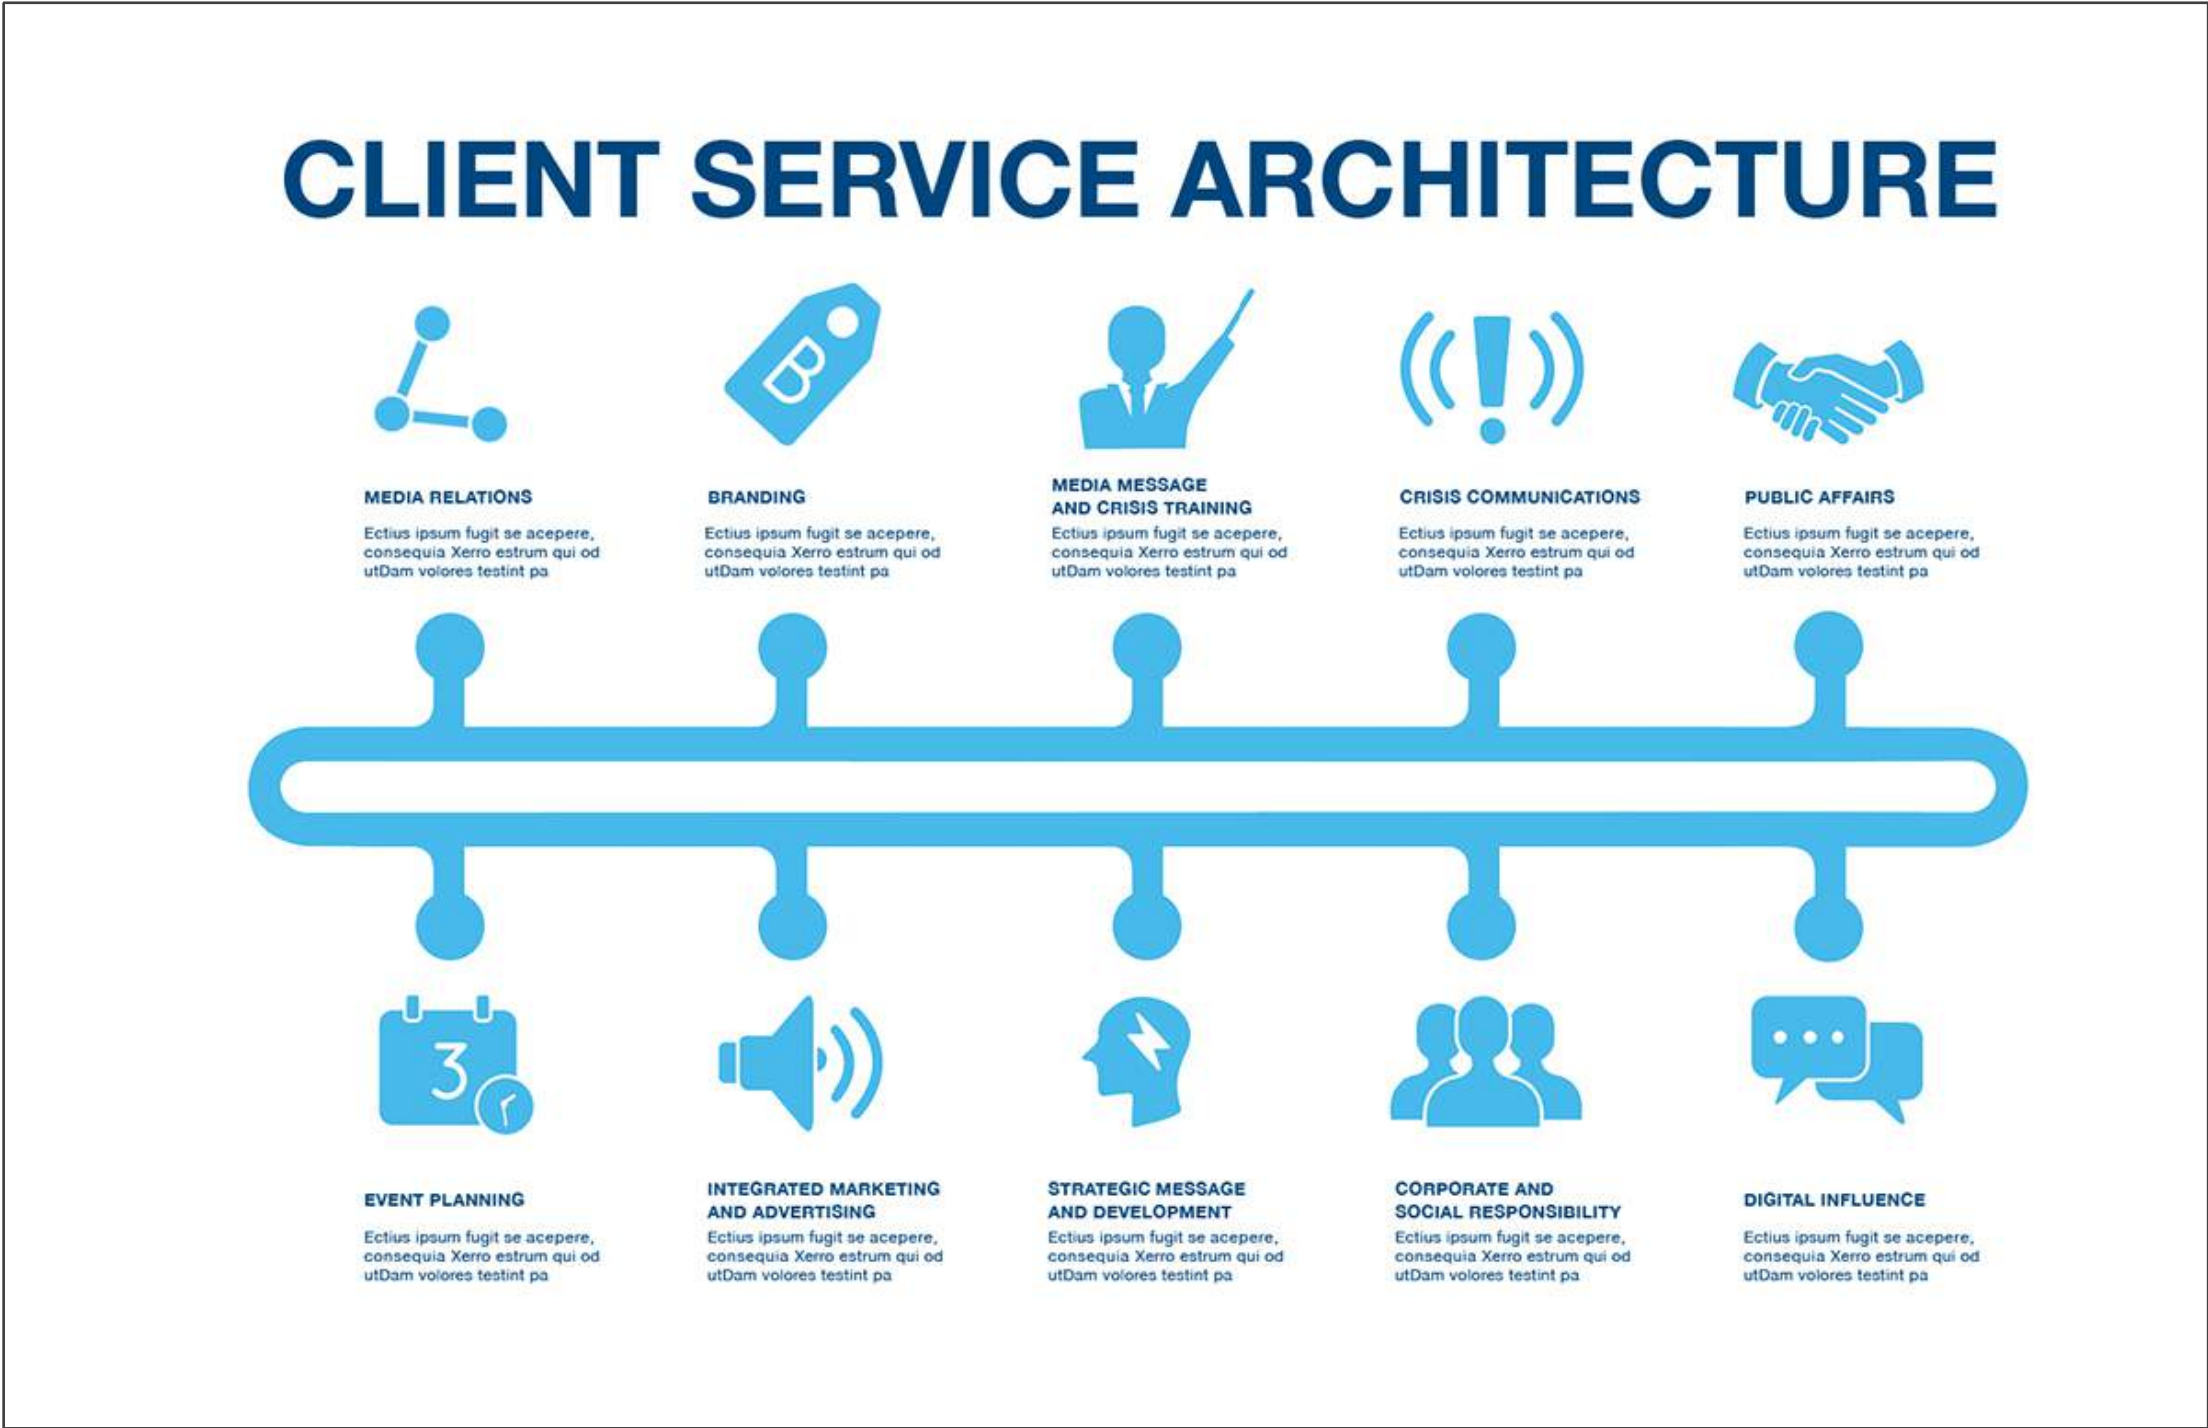 CLIENT SERVICE ARCHITECTURE
B
MEDIA RELATIONS
Ectius ipsum fugit se acepere,
consequia Xerro estrum qui od
utDam volores testint pa
BRANDING
Ectius ipsum fugit se acepere,
consequia Xerro estrum qui od
utDam volores testint pa
MEDIA MESSAGE
AND CRISIS TRAINING
Ectius ipsum fugit se acepere,
consequia Xerro estrum qui od
utDam volores testint pa
CRISIS COMMUNICATIONS
Ectius ipsum fugit se acepere,
consequia Xerro estrum qui od
utDam volores testint pa
PUBLIC AFFAIRS
Ectius ipsum fugit se acepere,
consequia Xerro estrum qui od
utDam volores testint pa
3
EVENT PLANNING
Ectius ipsum fugit se acepere,
consequia Xerro estrum qui od
utDam volores testint pa
INTEGRATED MARKETING
AND ADVERTISING
Ectius ipsum fugit se acepere,
consequia Xerro estrum qui od
utDam volores testint pa
STRATEGIC MESSAGE
AND DEVELOPMENT
Ectius ipsum fugit se acepere,
consequia Xerro estrum qui od
utDam volores testint pa
CORPORATE AND
SOCIAL RESPONSIBILITY
Ectius ipsum fugit se acepere,
consequia Xerro estrum qui od
utDam volores testint pa
DIGITAL INFLUENCE
Ectius ipsum fugit se acepere,
consequia Xerro estrum qui od
utDam volores testint pa